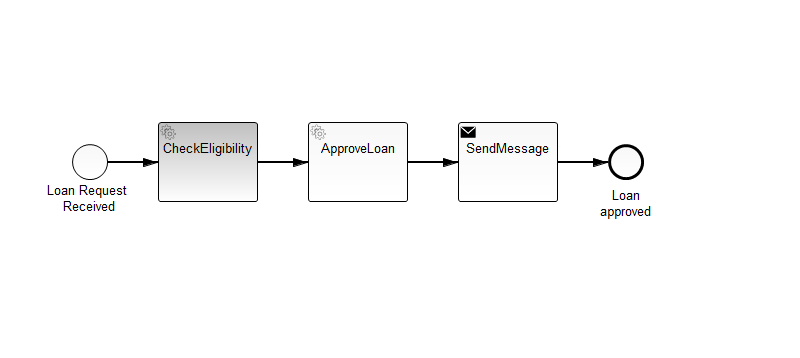 CheckEligibility
ApproveLoan
SendMessage
Loan Request
Received
Loan
approved